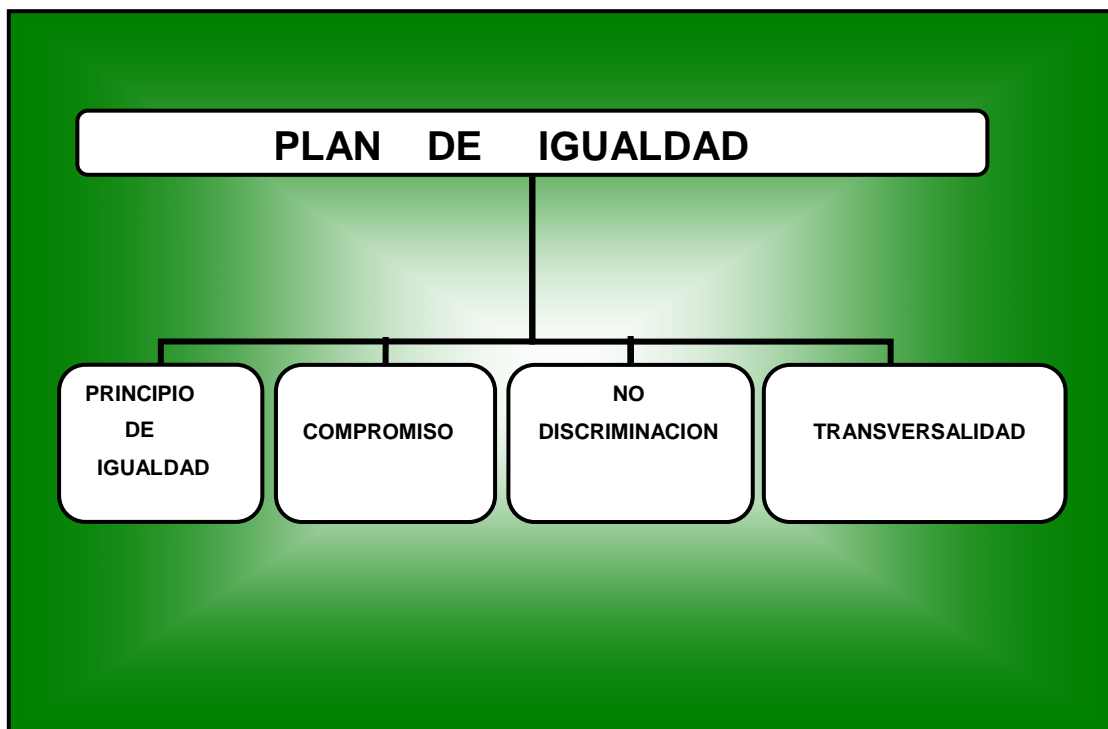 PLAN DE IGUALDAD
PRINCIPIO
DE
IGUALDAD
COMPROMISO
NO
DISCRIMINACION
TRANSVERSALIDAD